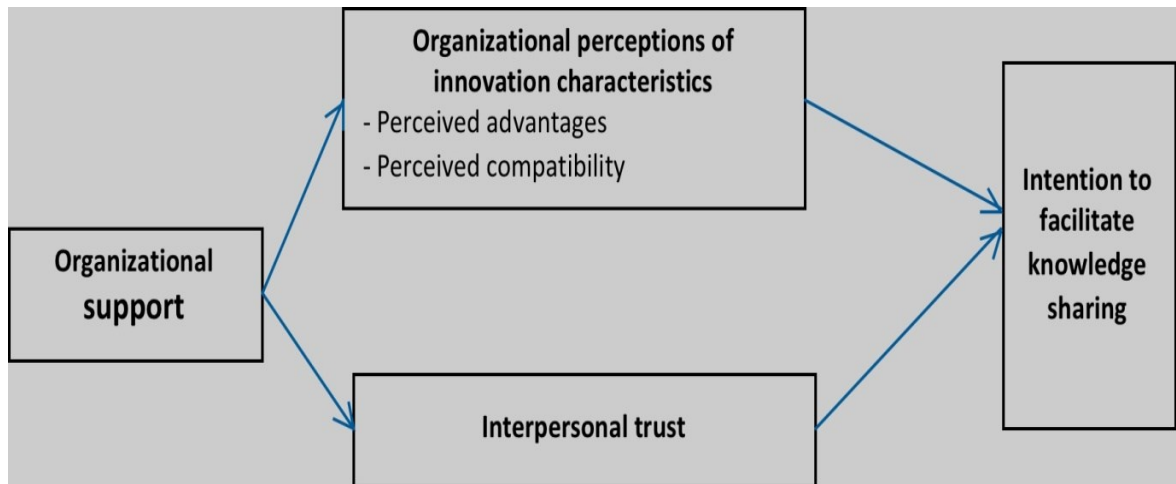 Organizational perceptions of
innovation characteristics
- Perceived advantages
- Perceived compatibility
Organizational
support
Interpersonal trust
Intention to
facilitate
knowledge
sharing